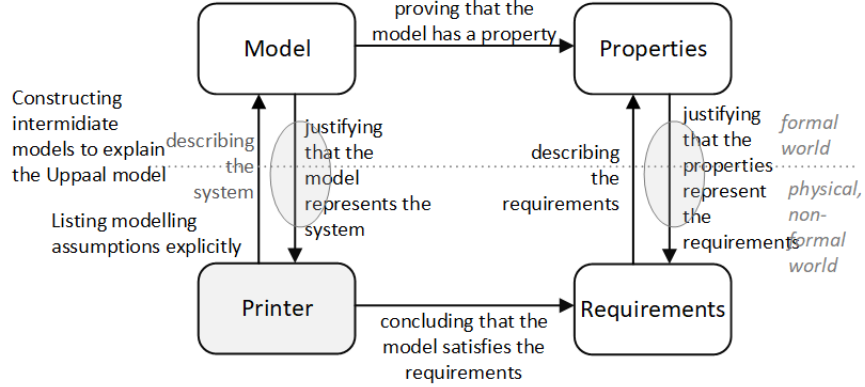 proving that the
model has a property
Model
Properties
Constructing
intermidiate
models to explain
the Uppaal model
describing
the
system
justifying
that the
model
represents the
system
describing
the
requirements
justifying
that the
properties
represent
the
requirements
formal
world
physical,
non-
formal
world
Listing modelling
assumptions explicitly
Printer
Requirements
concluding that the
model satisfies the
requirements